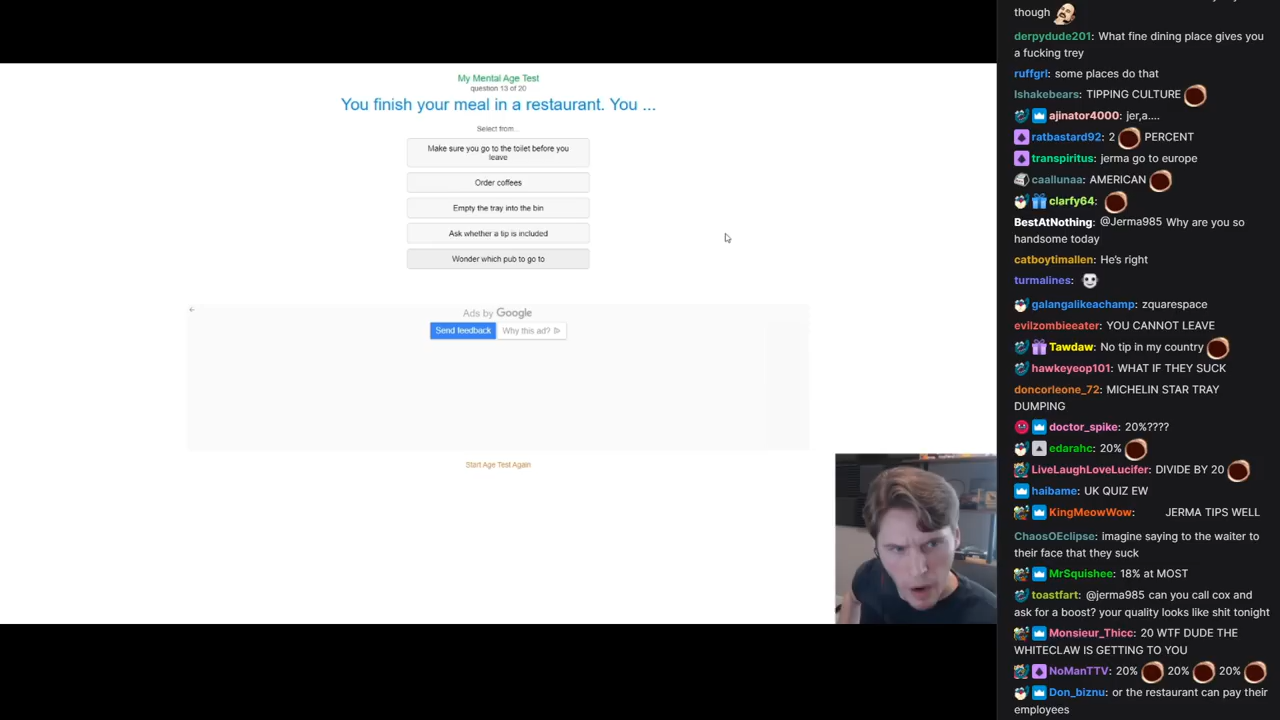 My Mental Age Test
question 13 of 20
You finish your meal in a restaurant. You ...
Select from...
Make sure you go to the toilet before you
leave
Order coffees
Empty the tray into the bin
Ask whether a tip is included
Wonder which pub to go to
Ads by Google
Send feedback
Why this ad?
Start Age Test Again
though
derpydude201: What fine dining place gives you
a fucking trey
ruffgrl: some places do that
Ishakebears: TIPPING CULTURE
ajinator4000: jer,a....
ratbastard92: 2 PERCENT
transpiritus: jerma go to europe
caallunaa: AMERICAN
clarfy64:
BestAtNothing: @Jerma985 Why are you so
handsome today
catboytimallen: He's right
turmalines:
galangalikeachamp: zquarespace
evilzombieeater: YOU CANNOT LEAVE
Tawdaw: No tip in my country
hawkeyeop101: WHAT IF THEY SUCK
doncorleone_72: MICHELIN STAR TRAY
DUMPING
doctor_spike: 20%????
edarahc: 20%
LiveLaughLoveLucifer: DIVIDE BY 20
haibame: UK QUIZ EW
KingMeowWow: JERMA TIPS WELL
ChaosOEclipse: imagine saying to the waiter to
their face that they suck
MrSquishee: 18% at MOST
toastfart: @jerma985 can you call cox and
ask for a boost? your quality looks like shit tonight
Monsieur_Thicc: 20 WTF DUDE THE
WHITECLAW IS GETTING TO YOU
NoManTTV: 20% 20% 20%
Don_biznu: or the restaurant can pay their
employees